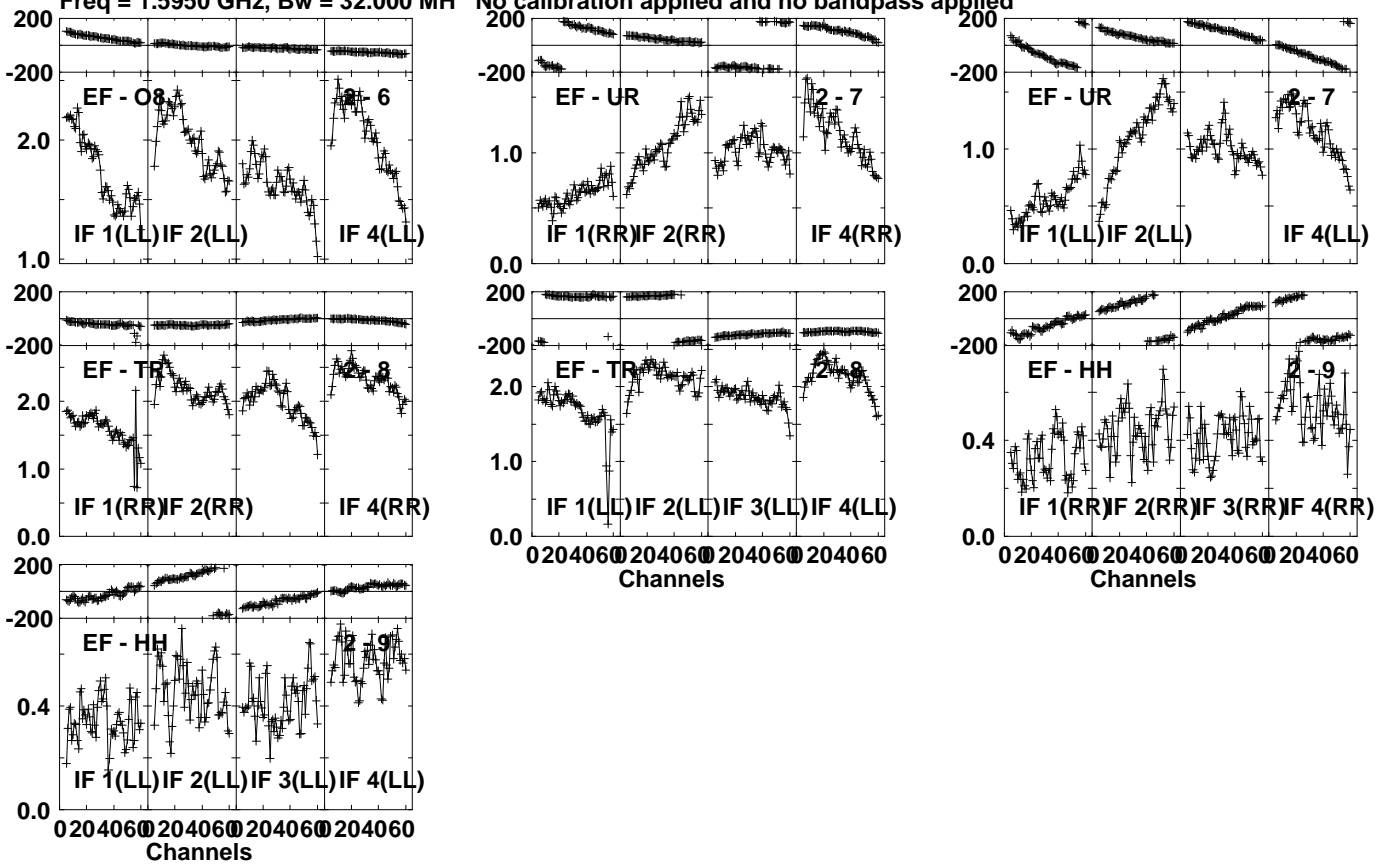 Freq = 1.5950 GHz, Bw = 32.000 MH No calibration applied and no bandpass applied
200
-200
EF - O8
2 - 6
2.0
1.0
IF 1(LL) IF 2(LL) IF 4(LL)
EF - UR
2 - 7
1.0
0.0
IF 1(RR) IF 2(RR) IF 4(RR)
200
-200
EF - UR
2 - 7
1.0
0.0
IF 1(LL) IF 2(LL) IF 4(LL)
200
-200
EF - TR
2 - 8
2.0
1.0
0.0
IF 1(RR) IF 2(RR) IF 4(RR)
EF - TR
2 - 8
2.0
1.0
0.0
IF 1(LL) IF 2(LL) IF 3(LL) IF 4(LL)
0 20 40 60 0 20 40 60 0 20 40 60 0 20 40 60
Channels
200
-200
EF - HH
2 - 9
0.4
0.0
IF 1(RR) IF 2(RR) IF 3(RR) IF 4(RR)
0 20 40 60 0 20 40 60 0 20 40 60 0 20 40 60
Channels
200
-200
EF - HH
2 - 9
0.4
0.0
IF 1(LL) IF 2(LL) IF 3(LL) IF 4(LL)
0 20 40 60 0 20 40 60 0 20 40 60 0 20 40 60
Channels